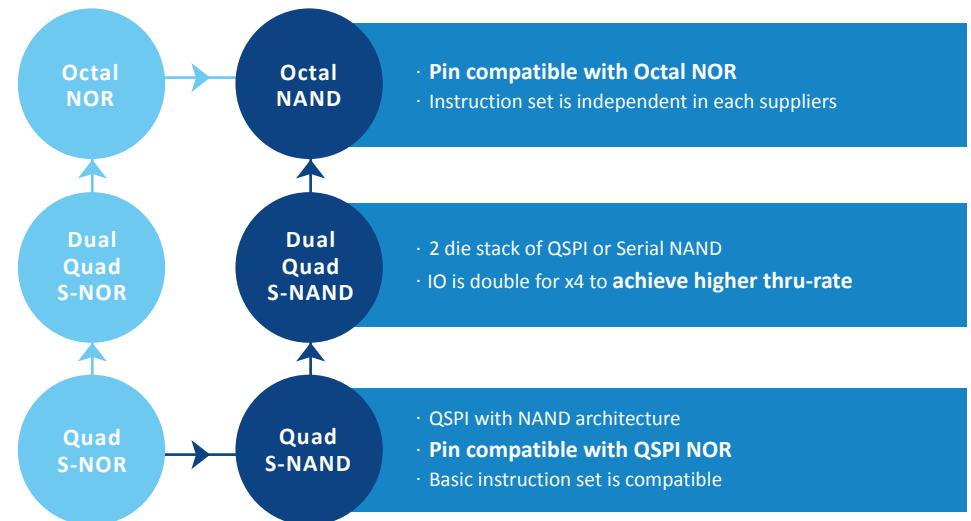 Octal
NOR
Octal
NAND
· Pin compatible with Octal NOR
· Instruction set is independent in each suppliers
Dual
Quad
S-NOR
Dual
Quad
S-NAND
· 2 die stack of QSPI or Serial NAND
· IO is double for x4 to achieve higher thru-rate
Quad
S-NOR
Quad
S-NAND
· QSPI with NAND architecture
· Pin compatible with QSPI NOR
· Basic instruction set is compatible